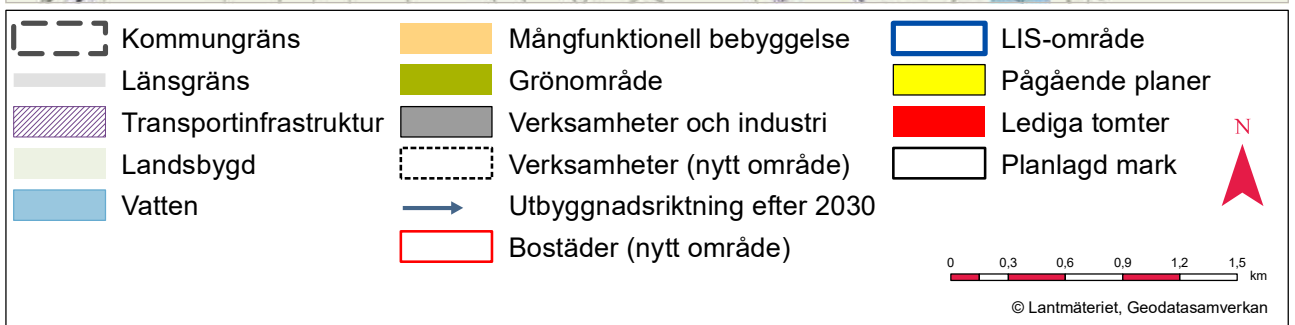 Kommungräns
Länsgräns
Transportinfrastruktur
Landsbygd
Vatten
Mångfunktionell bebyggelse
Grönområde
Verksamheter och industri
Verksamheter (nytt område)
Utbyggnadsriktning efter 2030
Bostäder (nytt område)
LIS-område
Pågående planer
Lediga tomter
Planlagd mark
N
0 0,3 0,6 0,9 1,2 1,5
km
© Lantmäteriet, Geodatasamverkan